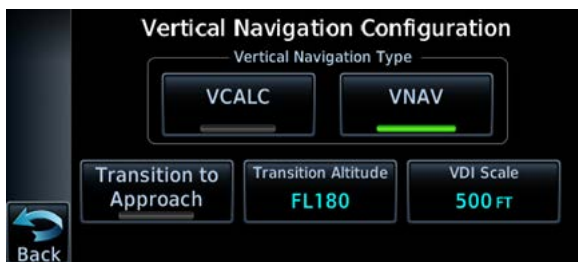 Vertical Navigation Configuration
Vertical Navigation Type
VCALC
VNAV
Transition to
Approach
Transition Altitude
FL180
VDI Scale
500 FT
Back